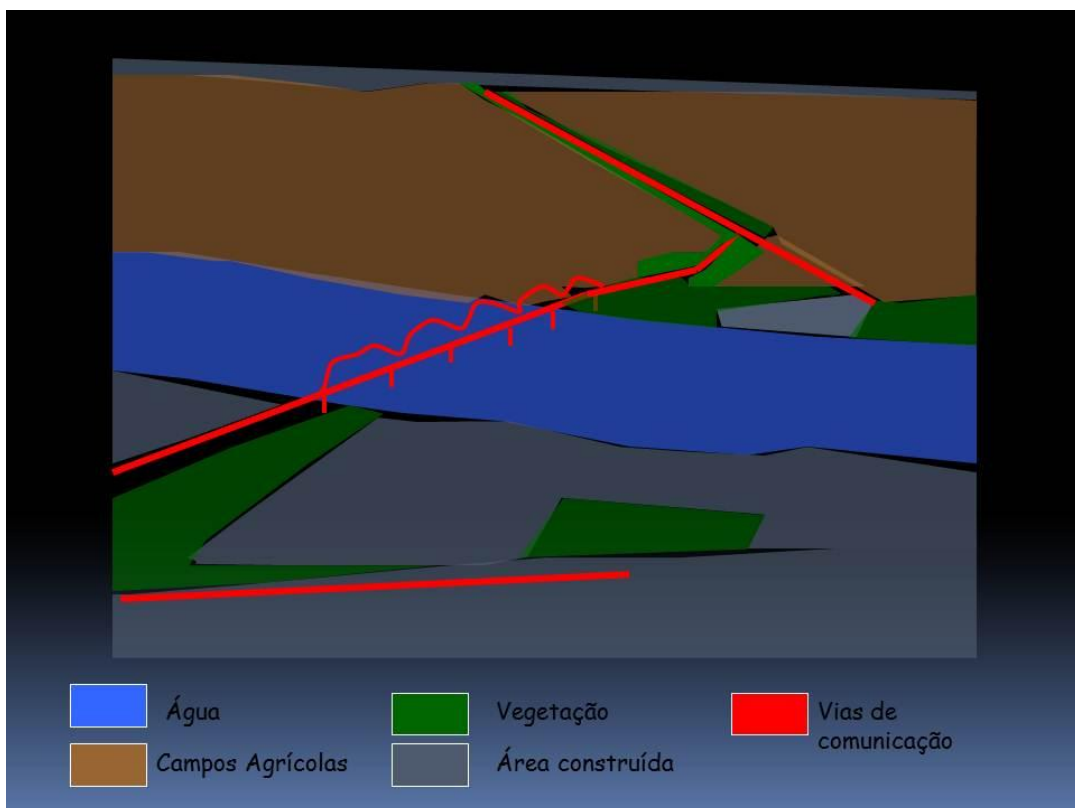 Água
Vegetação
Vias de
comunicação
Campos Agrícolas
Área construída